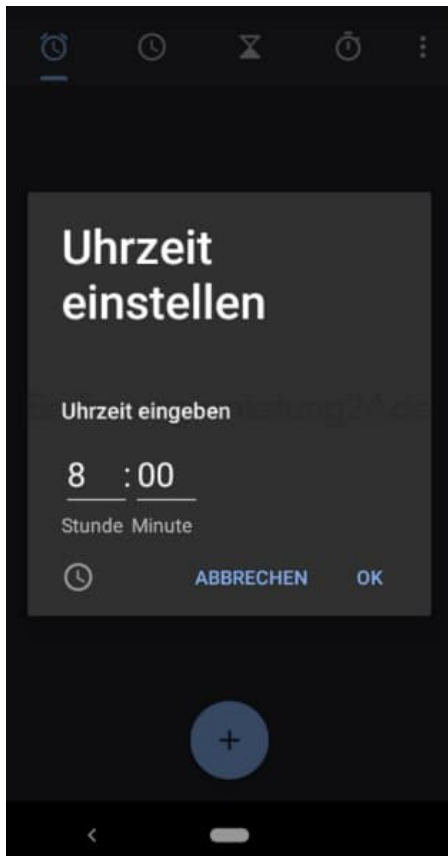 Uhrzeit
einstellen
Uhrzeit eingeben
8 : 00
Stunde Minute
ABBRECHEN OK